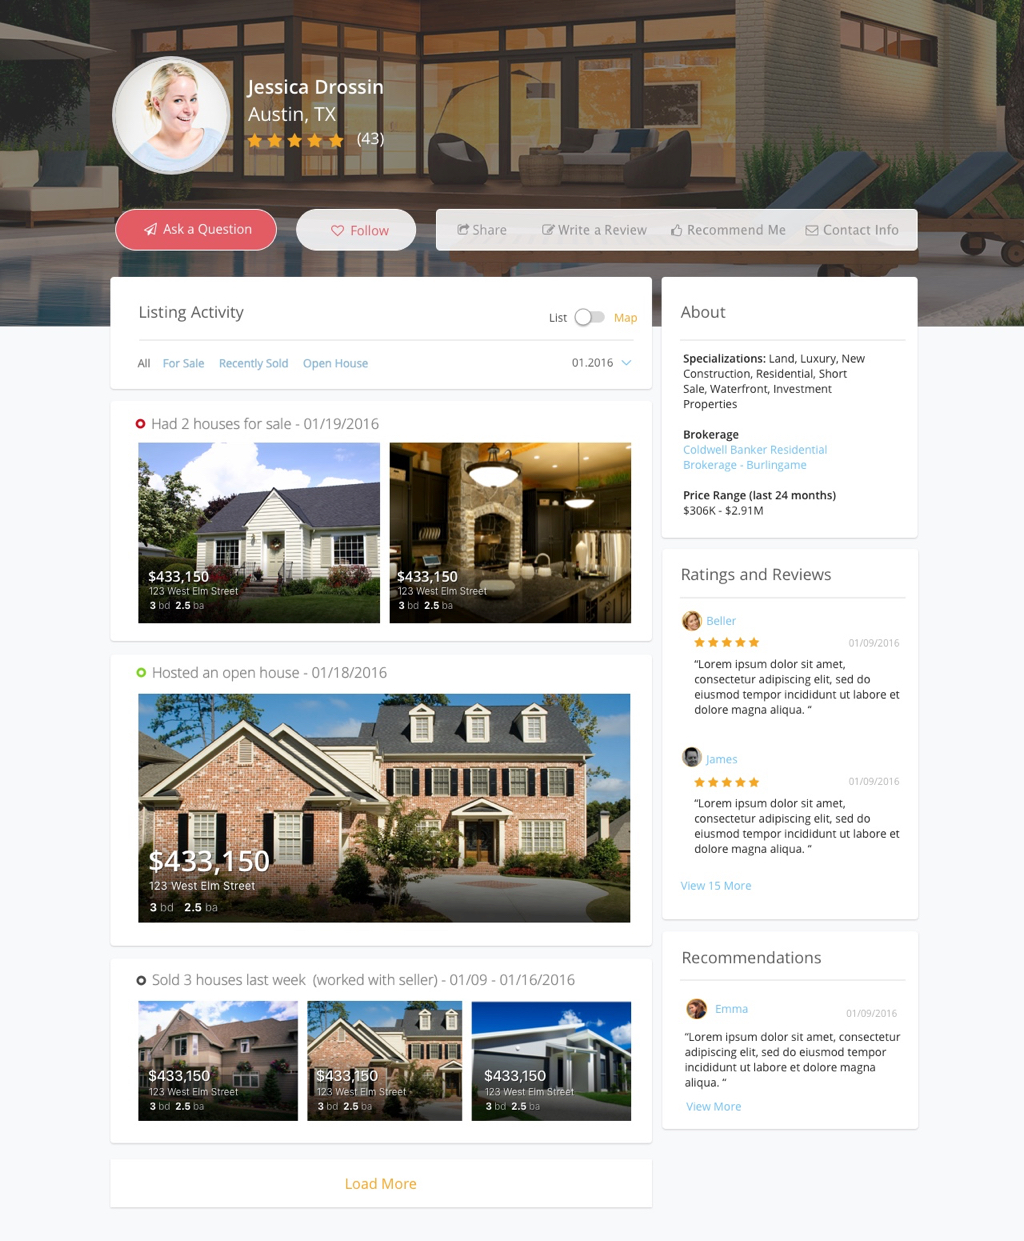 Jessica Drossin
Austin, TX
(43)
Ask a Question
Follow
Share
Write a Review
Recommend Me
Contact Info
Listing Activity
List
Map
All
For Sale
Recently Sold
Open House
01.2016
Had 2 houses for sale - 01/19/2016
$433,150
123 West Elm Street
3 bd 2.5 ba
$433,150
123 West Elm Street
3 bd 2.5 ba
Hosted an open house - 01/18/2016
$433,150
123 West Elm Street
3 bd 2.5 ba
Sold 3 houses last week (worked with seller) - 01/09 - 01/16/2016
$433,150
123 West Elm Street
3 bd 2.5 ba
$433,150
123 West Elm Street
3 bd 2.5 ba
$433,150
123 West Elm Street
3 bd 2.5 ba
Load More
About
Specializations: Land, Luxury, New
Construction, Residential, Short
Sale, Waterfront, Investment
Properties
Brokerage
Coldwell Banker Residential
Brokerage - Burlingame
Price Range (last 24 months)
$306K - $2.91M
Ratings and Reviews
Beller
01/09/2016
“Lorem ipsum dolor sit amet,
consectetur adipiscing elit, sed do
eiusmod tempor incididunt ut labore et
dolore magna aliqua. “
James
01/09/2016
“Lorem ipsum dolor sit amet,
consectetur adipiscing elit, sed do
eiusmod tempor incididunt ut labore et
dolore magna aliqua. “
View 15 More
Recommendations
Emma
01/09/2016
“Lorem ipsum dolor sit amet, consectetur
adipiscing elit, sed do eiusmod tempor
incididunt ut labore et dolore magna
aliqua. “
View More